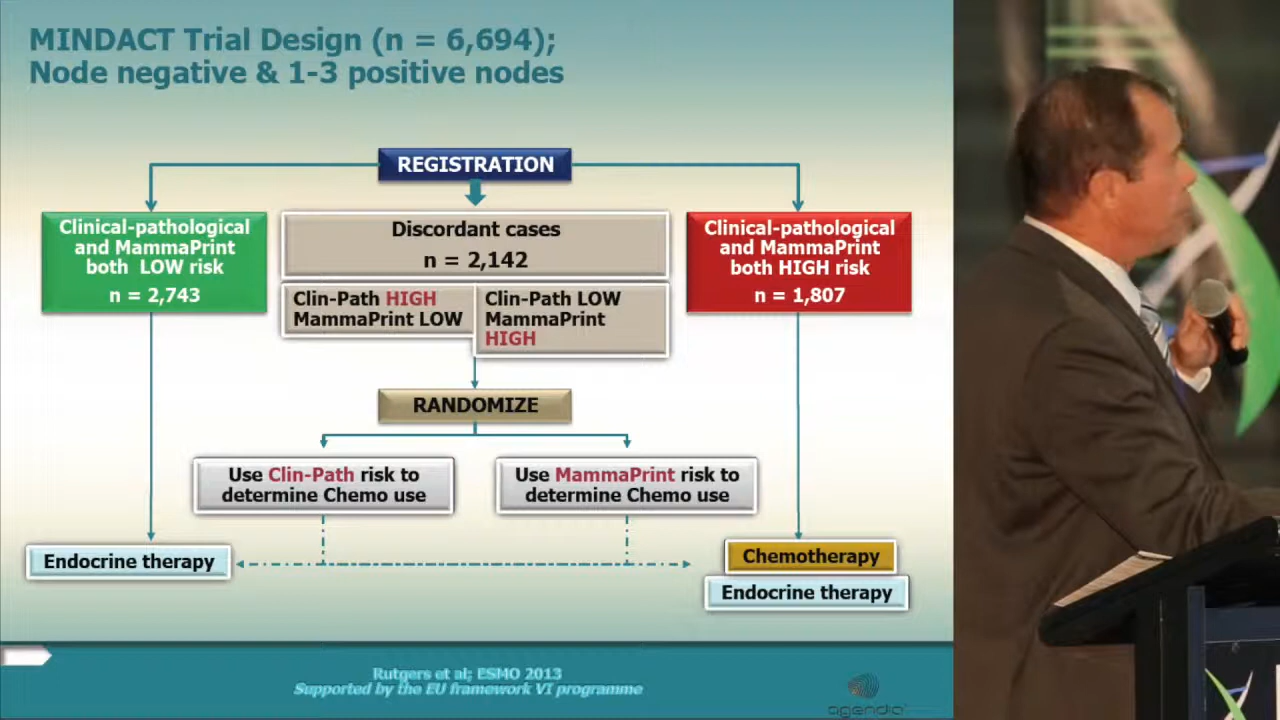 MINDACT Trial Design (n = 6,694);
Node negative & 1-3 positive nodes
REGISTRATION
Clinical-pathological
and MammaPrint
both LOW risk
n = 2,743
Discordant cases
n = 2,142
Clin-Path HIGH
MammaPrint LOW
Clin-Path LOW
MammaPrint
HIGH
Clinical-pathological
and MammaPrint
both HIGH risk
n = 1,807
RANDOMIZE
Use Clin-Path risk to
determine Chemo use
Use MammaPrint risk to
determine Chemo use
Endocrine therapy
Chemotherapy
Endocrine therapy
Rutgers et al; ESMO 2013
Supported by the EU framework VI programme
agendia